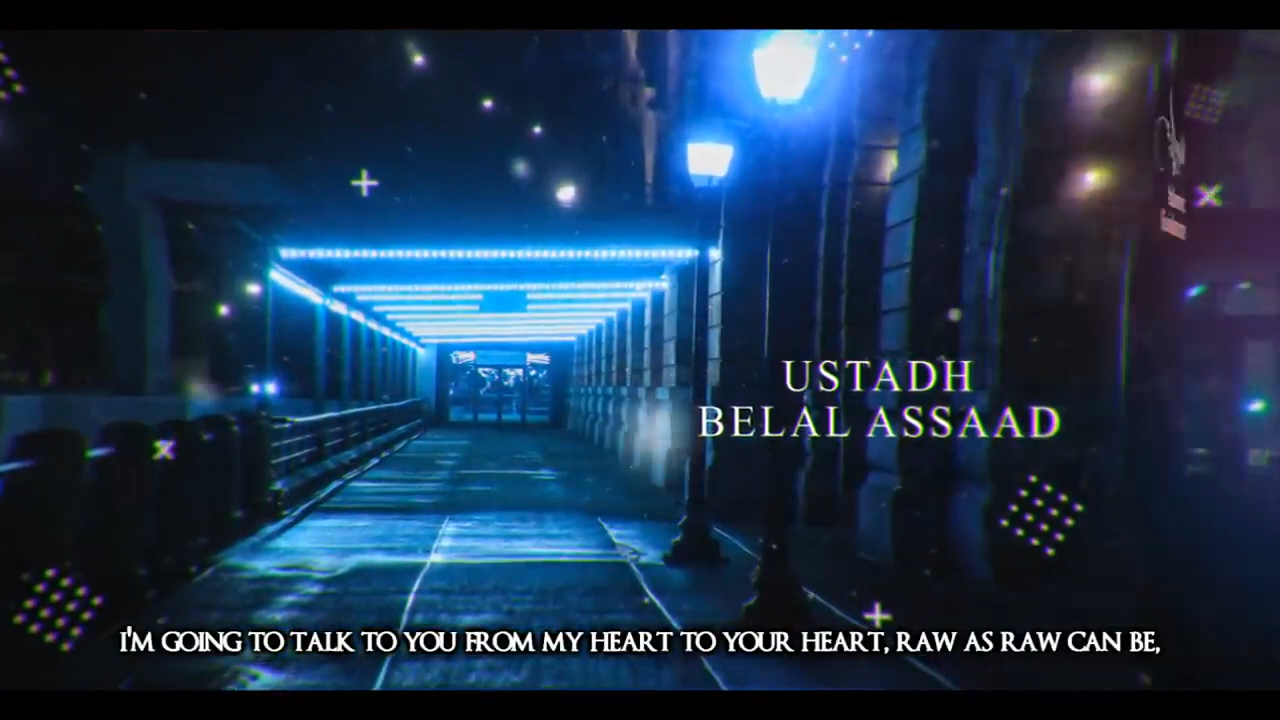 USTADH
BELAL ASSAAD
I'M GOING TO TALK TO YOU FROM MY HEART TO YOUR HEART, RAW AS RAW CAN BE,